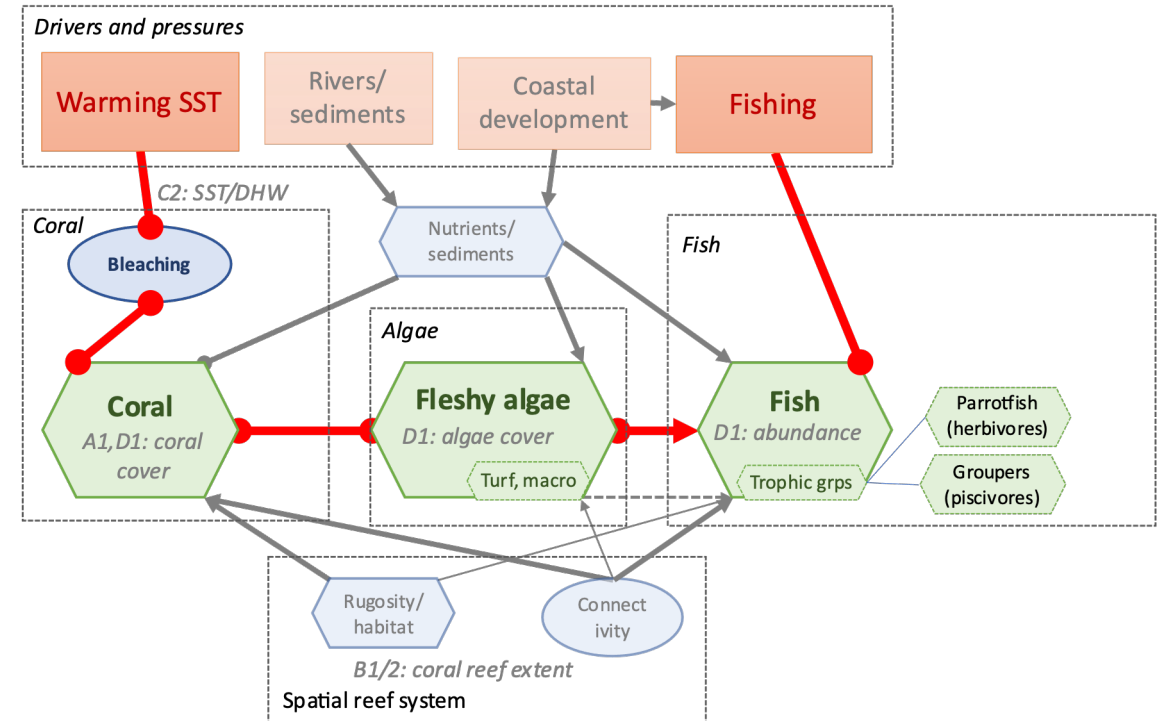 Drivers and pressures
Warming SST
Rivers/
sediments
Coastal
development
Fishing
C2: SST/DHW
Coral
Bleaching
Nutrients/
sediments
Fish
Algae
Coral
A1,D1: coral
cover
Fleshy algae
D1: algae cover
Turf, macro
Fish
D1: abundance
Trophic grps
Parrotfish
(herbivores)
Groupers
(piscivores)
Rugosity/
habitat
Connect
ivity
B1/2: coral reef extent
Spatial reef system